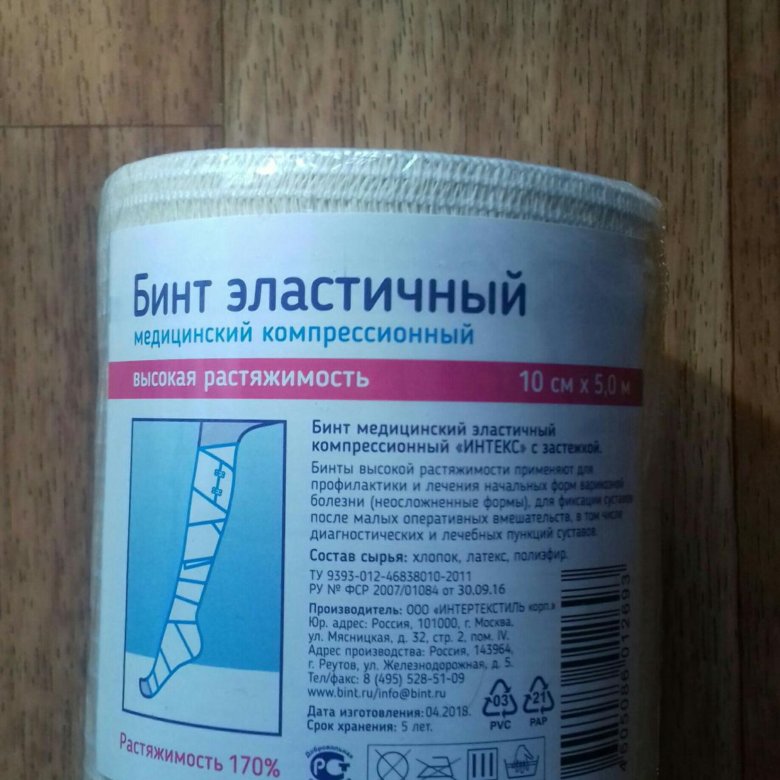 Бинт эластичный
медицинский компрессионный
высокая растяжимость 10 см x 5,0 м
Бинт медицинский эластичный
компрессионный «ИНТЕКС» с застежкой.
Бинты высокой растяжимости применяют для
профилактики и лечения начальных форм варикозной
болезни (неосложненные формы), для фиксации суставов
после малых оперативных вмешательств, в том числе
диагностических и лечебных пункций суставов.
Состав сырья: хлопок, латекс, полиэфир.
ТУ 9393-012-46838010-2011
РУ № ФСР 2007/01084 от 30.09.16
Производитель: ООО «ИНТЕРТЕКСТИЛЬ корп.»
Юр. адрес: Россия, 101000, г. Москва,
ул. Мясницкая, д. 32, стр. 2, пом. IV.
Адрес производства: Россия, 143964,
г. Реутов, ул. Железнодорожная, д. 5.
Тел/факс: 8 (495) 528-51-09
www.bint.ru/info@bint.ru
Дата изготовления: 04.2018.
Срок хранения: 5 лет.
03
PVC
21
PAP
4605086012693
Растяжимость 170%
Добровольная
РСТ